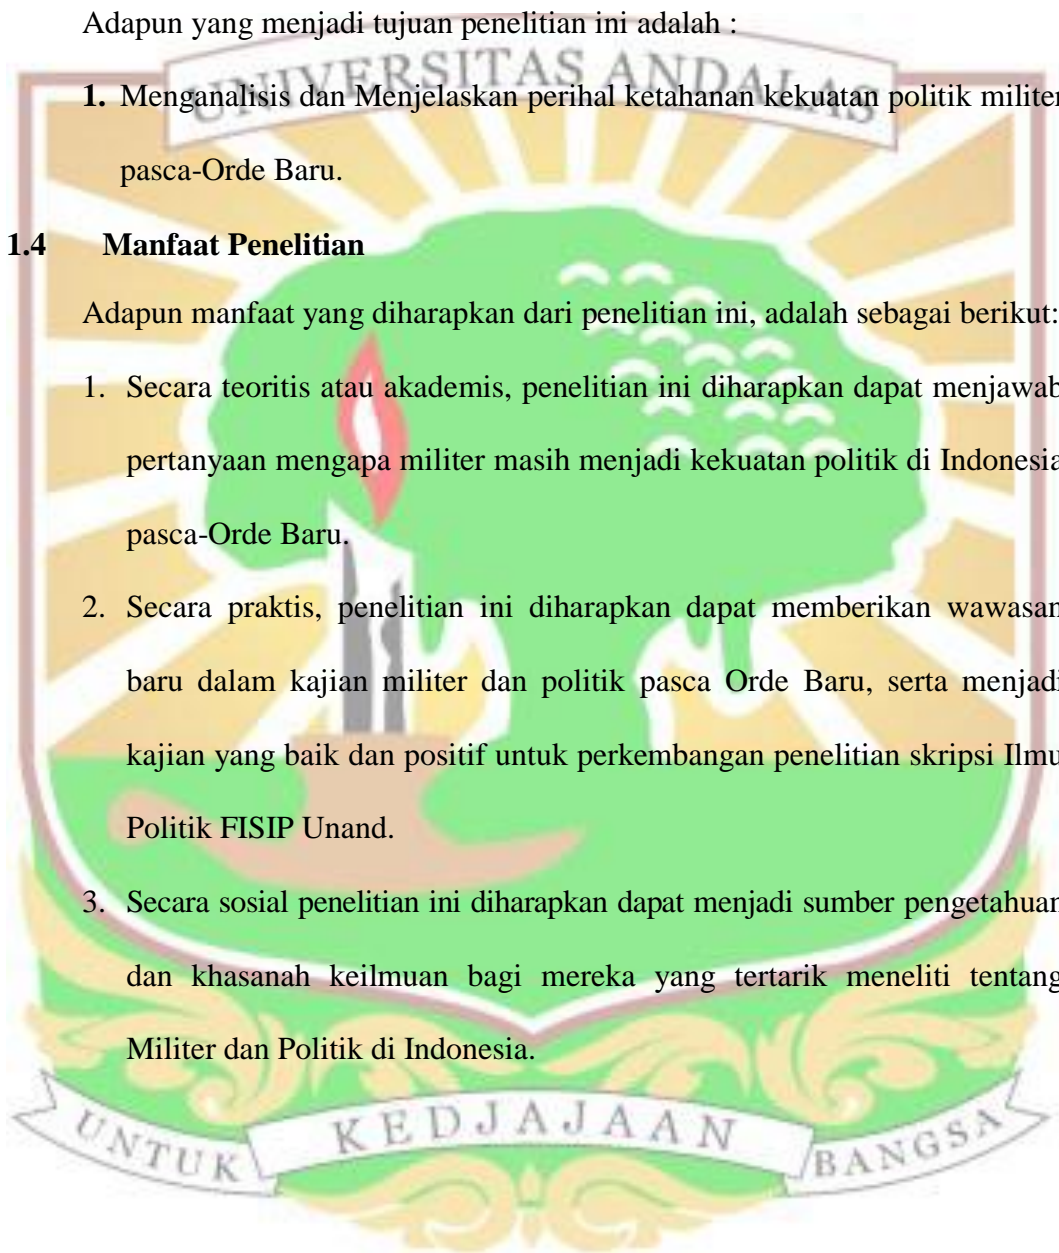 Adapun yang menjadi tujuan penelitian ini adalah :
UNIVERSITAS ANDALAS
1. Menganalisis dan Menjelaskan perihal ketahanan kekuatan politik militer
pasca-Orde Baru.
1.4 Manfaat Penelitian
Adapun manfaat yang diharapkan dari penelitian ini, adalah sebagai berikut:
1. Secara teoritis atau akademis, penelitian ini diharapkan dapat menjawab
pertanyaan mengapa militer masih menjadi kekuatan politik di Indonesia
pasca-Orde Baru.
2. Secara praktis, penelitian ini diharapkan dapat memberikan wawasan
baru dalam kajian militer dan politik pasca Orde Baru, serta menjadi
kajian yang baik dan positif untuk perkembangan penelitian skripsi Ilmu
Politik FISIP Unand.
3. Secara sosial penelitian ini diharapkan dapat menjadi sumber pengetahuan
dan khasanah keilmuan bagi mereka yang tertarik meneliti tentang
Militer dan Politik di Indonesia.
UNTUK KEDJAJAAN BANGSA